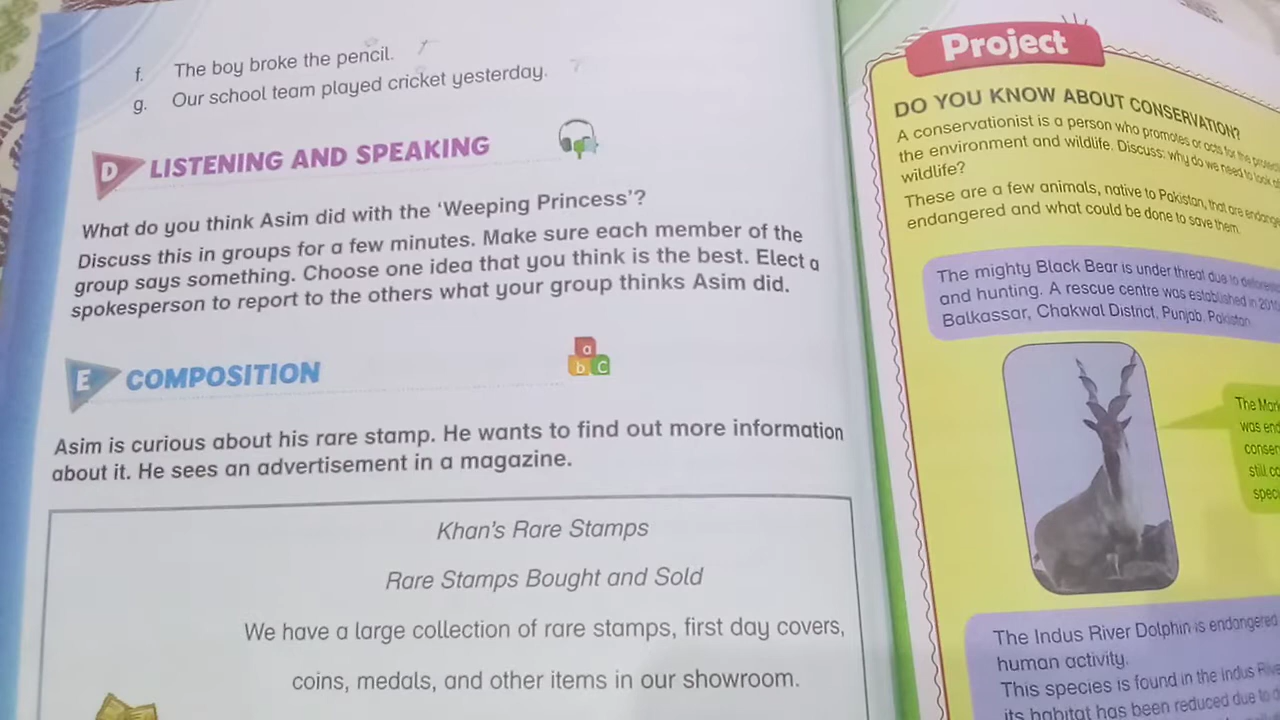 f. The boy broke the pencil.
g. Our school team played cricket yesterday.
D LISTENING AND SPEAKING
What do you think Asim did with the 'Weeping Princess'?
Discuss this in groups for a few minutes. Make sure each member of the
group says something. Choose one idea that you think is the best. Elect a
spokesperson to report to the others what your group thinks Asim did.
E COMPOSITION
a
b c
Asim is curious about his rare stamp. He wants to find out more information
about it. He sees an advertisement in a magazine.
Khan's Rare Stamps
Rare Stamps Bought and Sold
We have a large collection of rare stamps, first day covers,
coins, medals, and other items in our showroom.
Project
DO YOU KNOW ABOUT CONSERVATION?
A conservationist is a person who promotes or acts for the
the environment and wildlife. Discuss: why do we need to look
wildlife?
These are a few animals, native to Pakistan, that are
endangered and what could be done to save them.
The mighty Black Bear is under threat due to
and hunting. A rescue centre was established in
Balkassar, Chakwal District, Punjab, Pakistan.
The
was
still
The Indus River Dolphin is endangered
human activity.
This species is found in the Indus
its habitat has been reduced due to